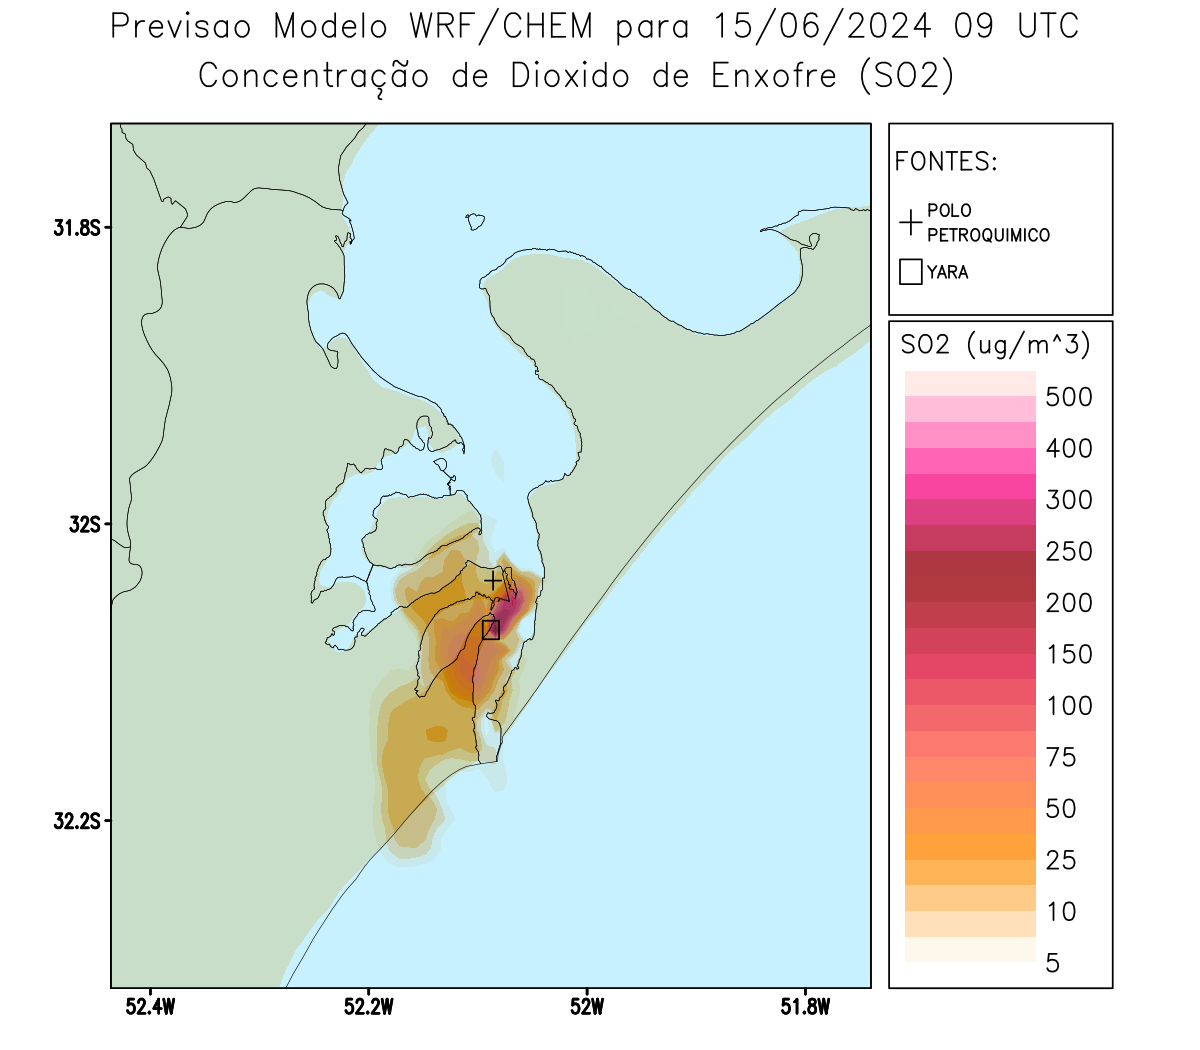 Previsao Modelo WRF/CHEM para 15/06/2024 09 UTC
Concentração de Dioxido de Enxofre (SO2)
FONTES:
POLO
PETROQUIMICO
YARA
SO2 (ug/m^3)
500
400
300
250
200
150
100
75
50
25
10
5
31.8S
32S
32.2S
52.4W
52.2W
52W
51.8W